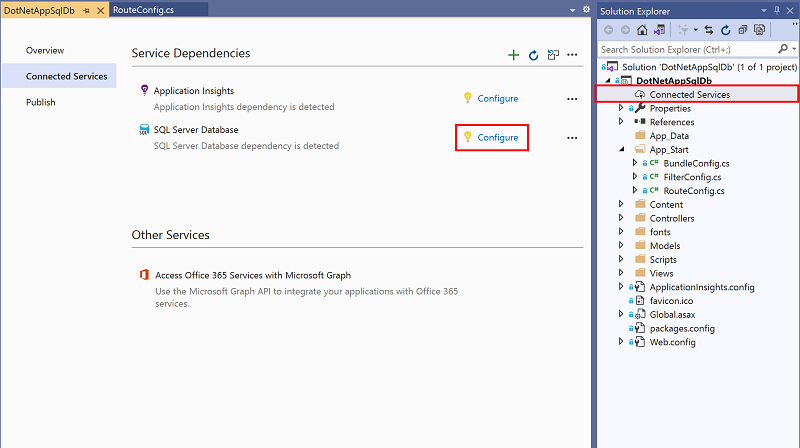 DotNetAppSqlDb
RouteConfig.cs
Overview
Connected Services
Publish
Service Dependencies
Application Insights
Application Insights dependency is detected
Configure
SQL Server Database
SQL Server Database dependency is detected
Configure
Other Services
Access Office 365 Services with Microsoft Graph
Use the Microsoft Graph API to integrate your applications with Office 365
services.
Solution Explorer
Search Solution Explorer (Ctrl+;)
Solution 'DotNetAppSqlDb' (1 of 1 project)
DotNetAppSqlDb
Connected Services
Properties
References
App_Data
App_Start
C# BundleConfig.cs
C# FilterConfig.cs
C# RouteConfig.cs
Content
Controllers
fonts
Models
Scripts
Views
ApplicationInsights.config
favicon.ico
Global.asax
packages.config
Web.config